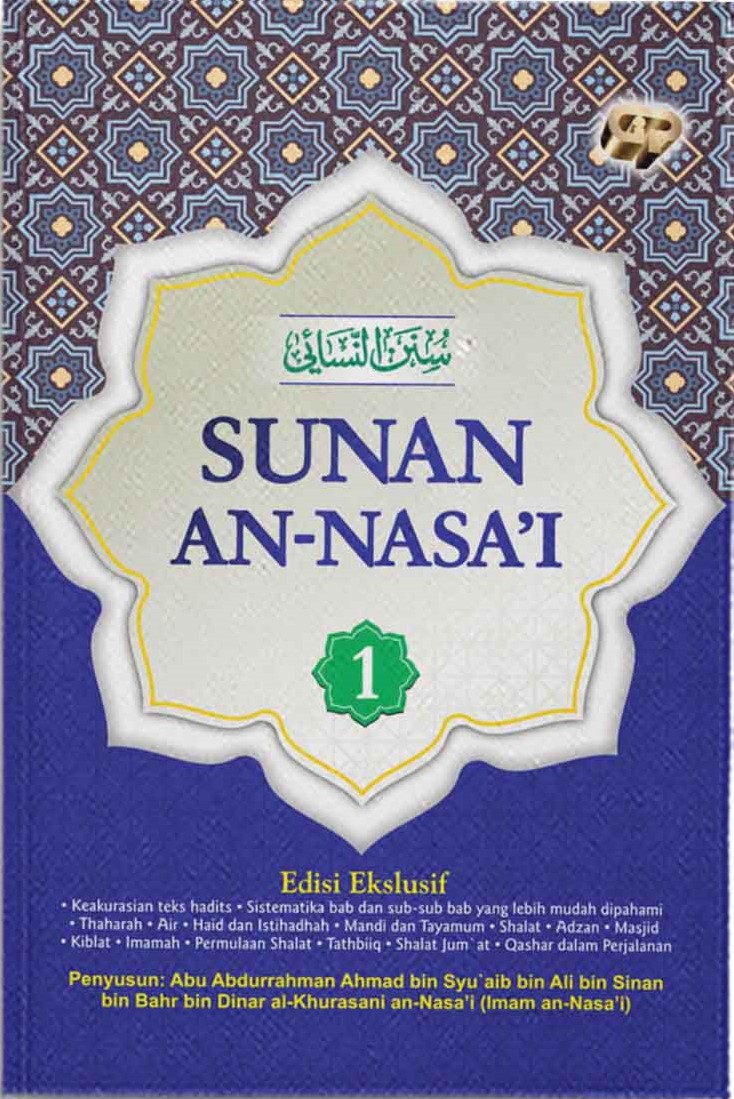 سُنَنُ النَّسَائِي
SUNAN
AN-NASA'I
1
Edisi Ekslusif
• Keakurasian teks hadits • Sistematika bab dan sub-sub bab yang lebih mudah dipahami
• Thaharah • Air • Haid dan Istihadhah • Mandi dan Tayamum • Shalat • Adzan • Masjid
• Kiblat • Imamah • Permulaan Shalat • Tathbiiq • Shalat Jum`at • Qashar dalam Perjalanan
Penyusun: Abu Abdurrahman Ahmad bin Syu`aib bin Ali bin Sinan
bin Bahr bin Dinar al-Khurasani an-Nasa'i (Imam an-Nasa'i)